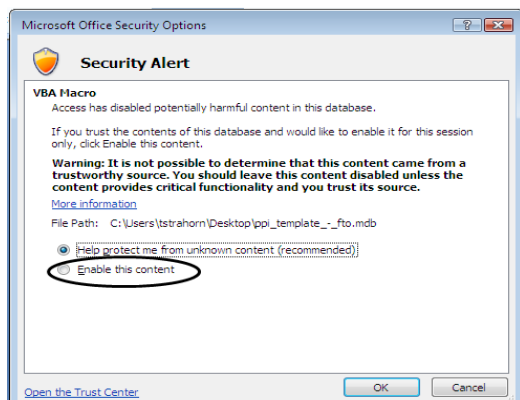 Microsoft Office Security Options
Security Alert
VBA Macro
Access has disabled potentially harmful content in this database.
If you trust the contents of this database and would like to enable it for this session
only, click Enable this content.
Warning: It is not possible to determine that this content came from a
trustworthy source. You should leave this content disabled unless the
content provides critical functionality and you trust its source.
More information
File Path: C:\Users\tstrahorn\Desktop\ppi_template_-_fto.mdb
Help protect me from unknown content (recommended)
Enable this content
Open the Trust Center
OK
Cancel